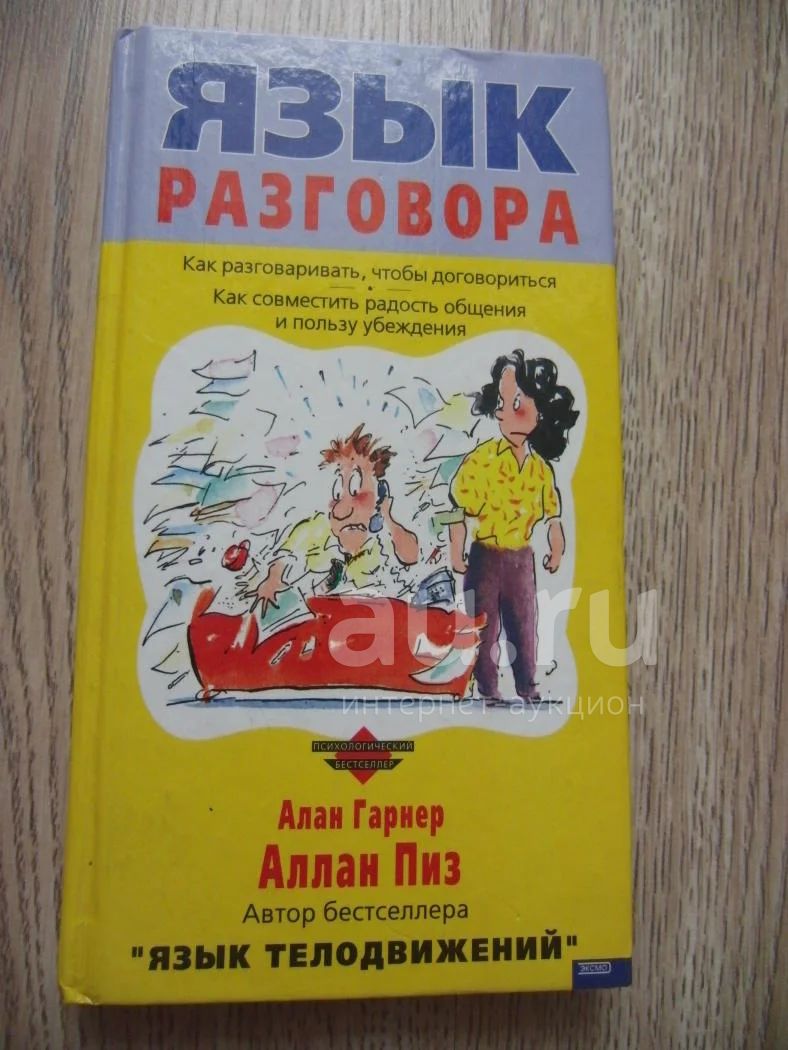 ЯЗЫК
РАЗГОВОРА
Как разговаривать, чтобы договориться
Как совместить радость общения
и пользу убеждения
au.ru
интернет аукцион
ПСИХОЛОГИЧЕСКИЙ
БЕСТСЕЛЛЕР
Алан Гарнер
Аллан Пиз
Автор бестселлера
"ЯЗЫК ТЕЛОДВИЖЕНИЙ"
ЭКСМО